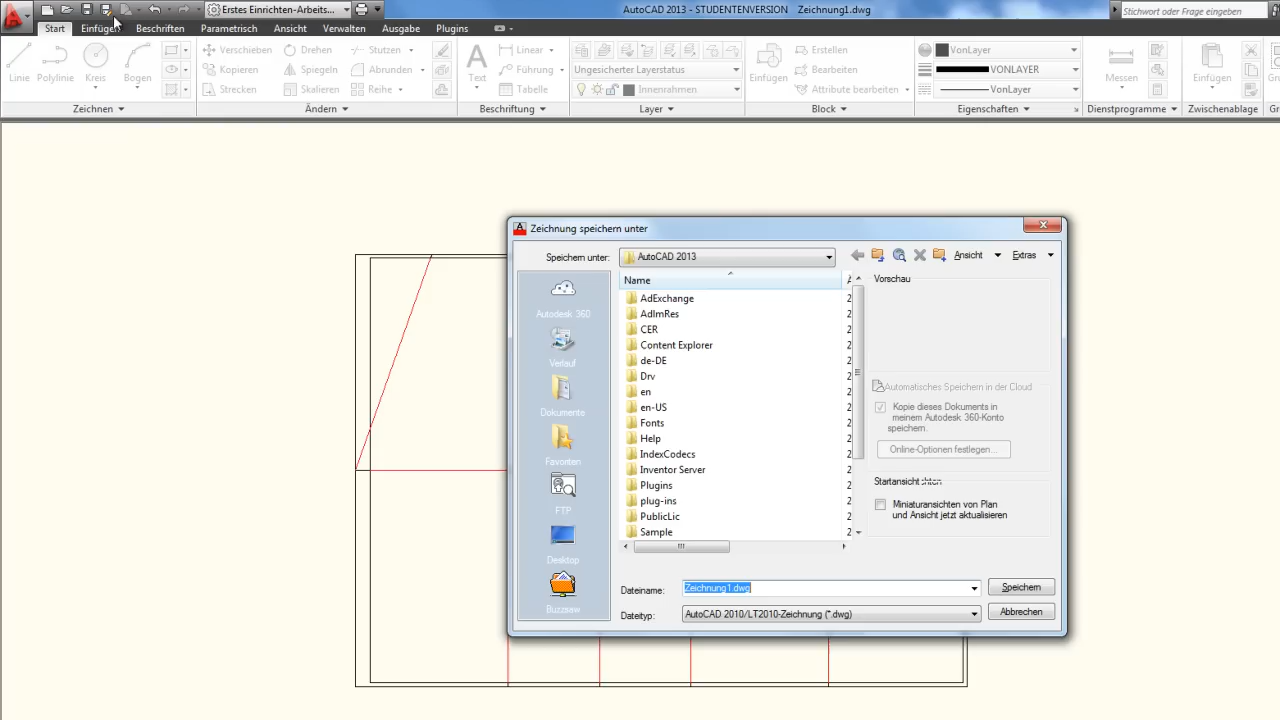 Erstes Einrichten-Arbeits...
AutoCAD 2013 - STUDENTENVERSION Zeichnung1.dwg
Stichwort oder Frage eingeben
Start Einfügen Beschriften Parametrisch Ansicht Verwalten Ausgabe Plugins
Linie Polylinie Kreis Bogen
Verschieben Drehen Stutzen
Kopieren Spiegeln Abrunden
Strecken Skalieren Reihe
Text
Linear
Führung
Tabelle
Ungesicherter Layerstatus
Innenrahmen
Einfügen
Erstellen
Bearbeiten
Attribute bearbeiten
VonLayer
VONLAYER
VonLayer
Messen
Einfügen
Zeichnen Ändern Beschriftung Layer Block Eigenschaften Dienstprogramme Zwischenablage
Zeichnung speichern unter
Speichern unter: AutoCAD 2013 Ansicht Extras
Autodesk 360
Verlauf
Dokumente
Favoriten
FTP
Desktop
Buzzsaw
Name
AdExchange
AdlmRes
CER
Content Explorer
de-DE
Drv
en
en-US
Fonts
Help
IndexCodecs
Inventor Server
Plugins
plug-ins
PublicLic
Sample
Vorschau
Automatisches Speichern in der Cloud
Kopie dieses Dokuments in
meinem Autodesk 360-Konto
speichern.
Online-Optionen festlegen...
Miniaturansichten von Plan
und Ansicht jetzt aktualisieren
Dateiname: Zeichnung1.dwg Speichern
Dateityp: AutoCAD 2010/LT2010-Zeichnung (*.dwg) Abbrechen